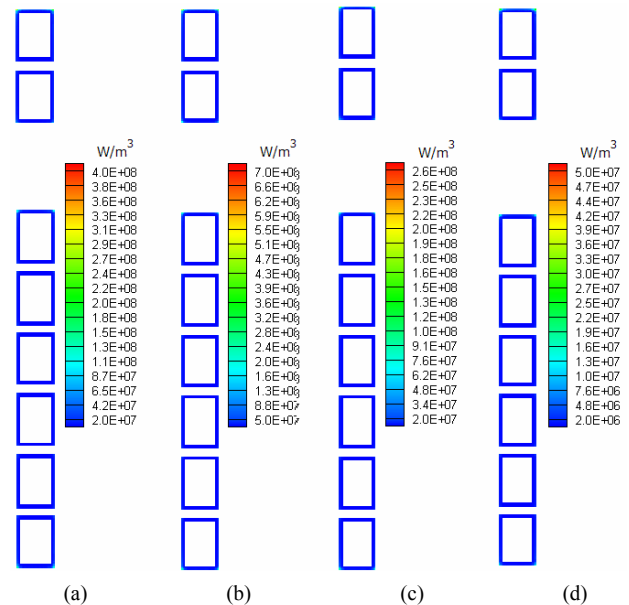 W/m³
4.0E+08
3.8E+08
3.6E+08
3.3E+08
3.1E+08
2.9E+08
2.7E+08
2.4E+08
2.2E+08
2.0E+08
1.8E+08
1.5E+08
1.3E+08
1.1E+08
8.7E+07
6.4E+07
4.2E+07
2.0E+07
W/m³
7.0E+08
6.6E+08
6.2E+08
5.9E+08
5.5E+08
5.1E+08
4.7E+08
4.3E+08
3.9E+08
3.6E+08
3.2E+08
2.8E+08
2.4E+08
2.0E+08
1.6E+08
1.3E+08
8.8E+07
5.0E+07
W/m³
2.6E+08
2.5E+08
2.3E+08
2.2E+08
2.0E+08
1.9E+08
1.8E+08
1.6E+08
1.5E+08
1.3E+08
1.2E+08
1.0E+08
9.1E+07
7.6E+07
6.2E+07
4.8E+07
3.4E+07
2.0E+07
W/m³
5.0E+07
4.7E+07
4.4E+07
4.2E+07
3.9E+07
3.6E+07
3.3E+07
3.0E+07
2.7E+07
2.5E+07
2.2E+07
1.9E+07
1.6E+07
1.3E+07
1.0E+07
7.6E+06
4.8E+06
2.0E+06
(a)
(b)
(c)
(d)